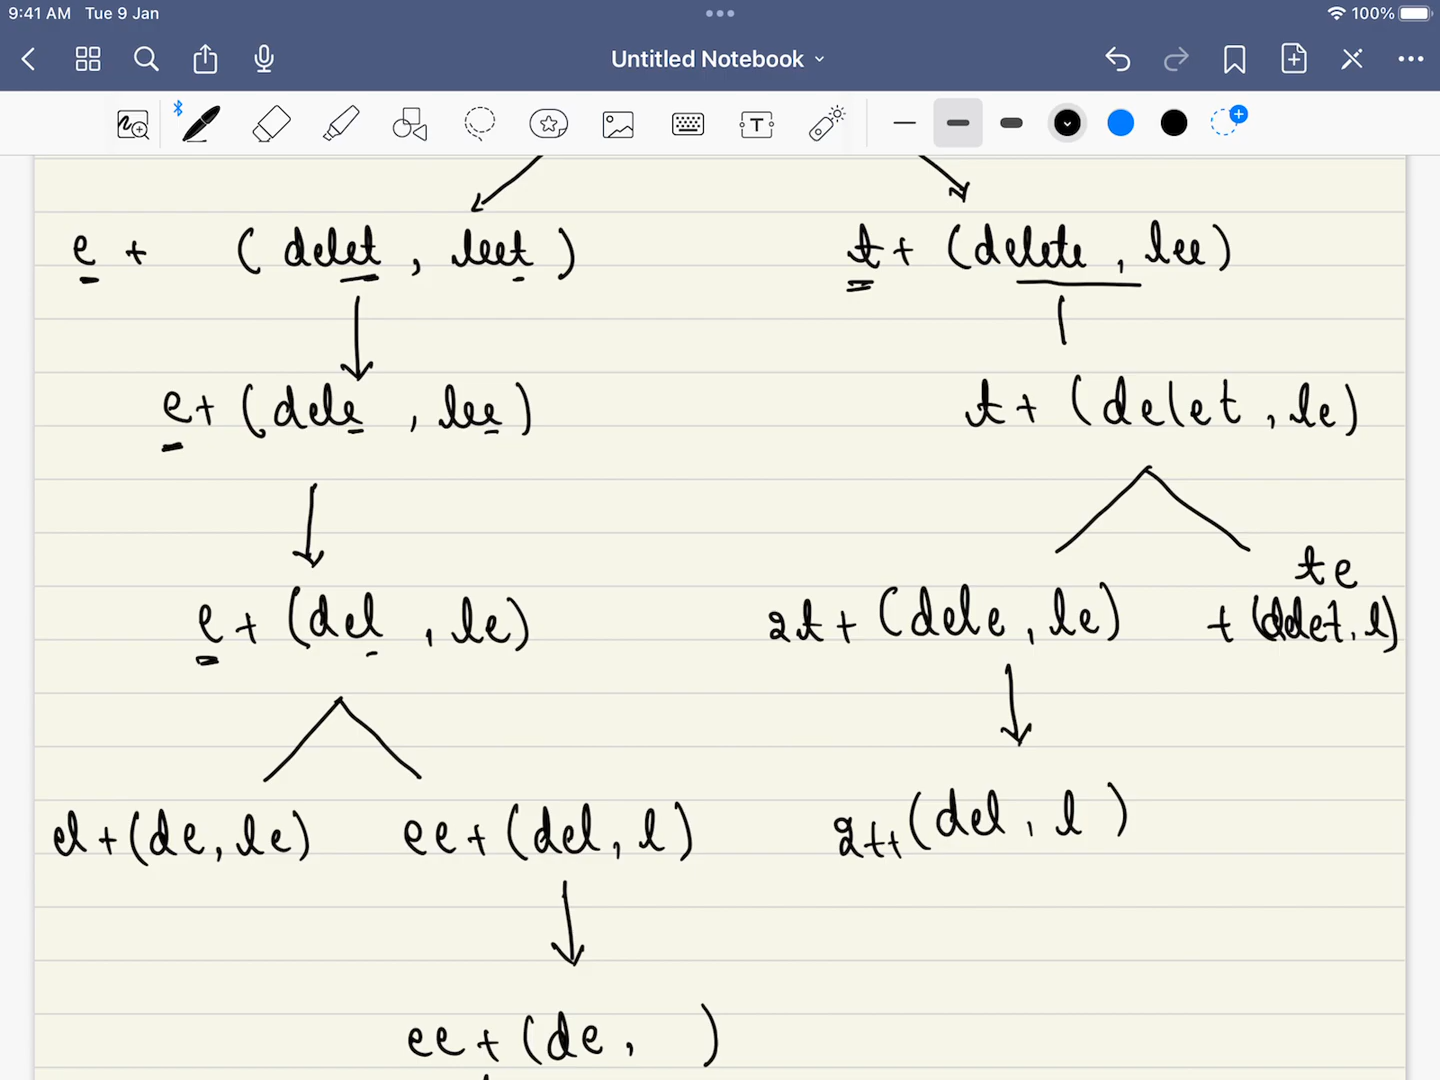 9:41 AM Tue 9 Jan
100%
Untitled Notebook
T
e + ( delet , leet )
t + (delete , lee)
e + (dele , lee)
t + (delet , le)
te
e + (del , le)
2t + (dele , le)
+ (delet, l)
el + (de, le)
ee + (del, l)
2t + (del, l )
ee + (de, )